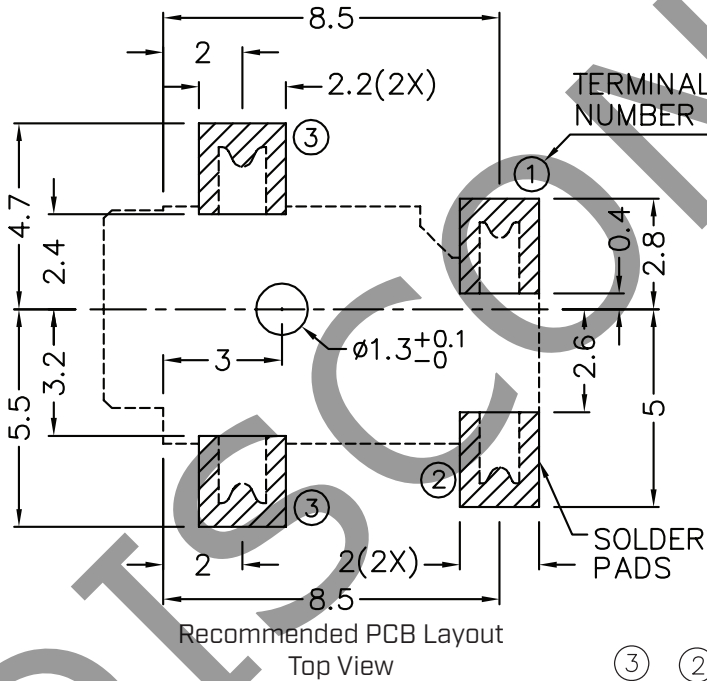 8.5
2
2.2(2X)
TERMINAL
NUMBER
3
1
4.7
2.4
0.4
2.8
3
ø1.3+0.1 -0
3.2
5.5
2.6
5
2
3
2
2(2X)
8.5
SOLDER
PADS
Recommended PCB Layout
Top View
3 2
DISCON